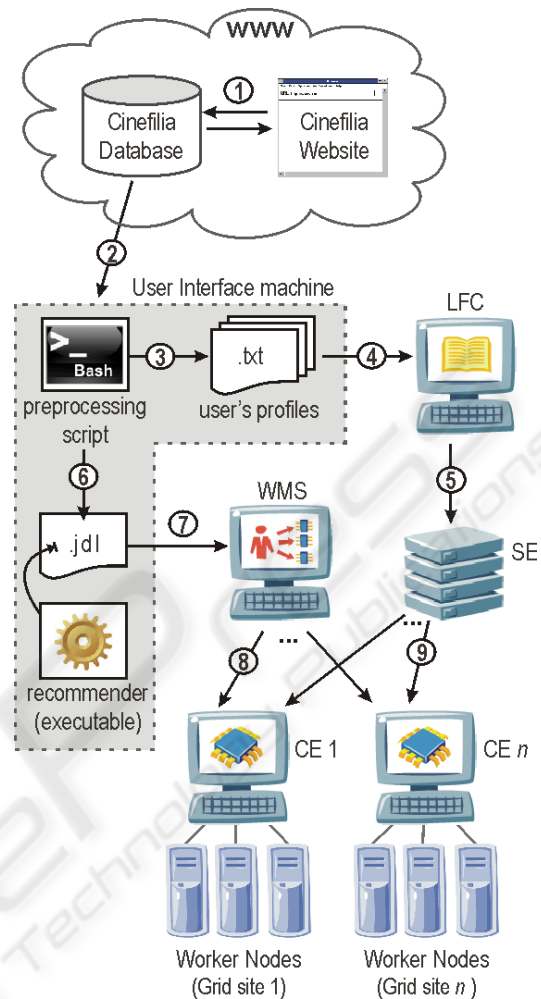 WWW
1
Cinefilia
Database
Cinefilia
Website
2
User Interface machine
LFC
>_
Bash
3
.txt
4
preprocessing
script
user's profiles
6
5
WMS
7
.jdl
SE
...
...
8
9
recommender
(executable)
CE 1
CE n
Worker Nodes
(Grid site 1)
Worker Nodes
(Grid site n)
Technology Publications